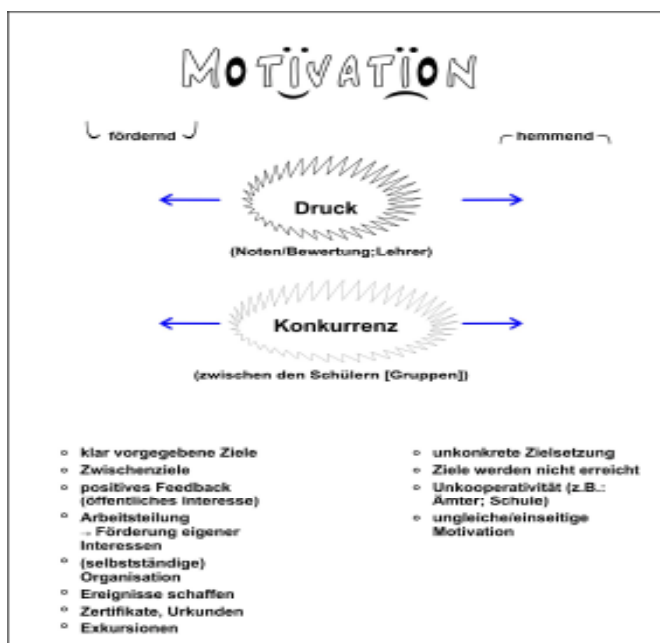 MOTIVATION
fördernd
hemmend
Druck
(Noten/Bewertung;Lehrer)
Konkurrenz
(zwischen den Schülern [Gruppen])
klar vorgegebene Ziele
Zwischenziele
positives Feedback
(öffentliches Interesse)
Arbeitsteilung
→ Förderung eigener
Interessen
(selbstständige)
Organisation
Ereignisse schaffen
Zertifikate, Urkunden
Exkursionen
unkonkrete Zielsetzung
Ziele werden nicht erreicht
Unkooperativität (z.B.:
Ämter; Schule)
ungleiche/einseitige
Motivation